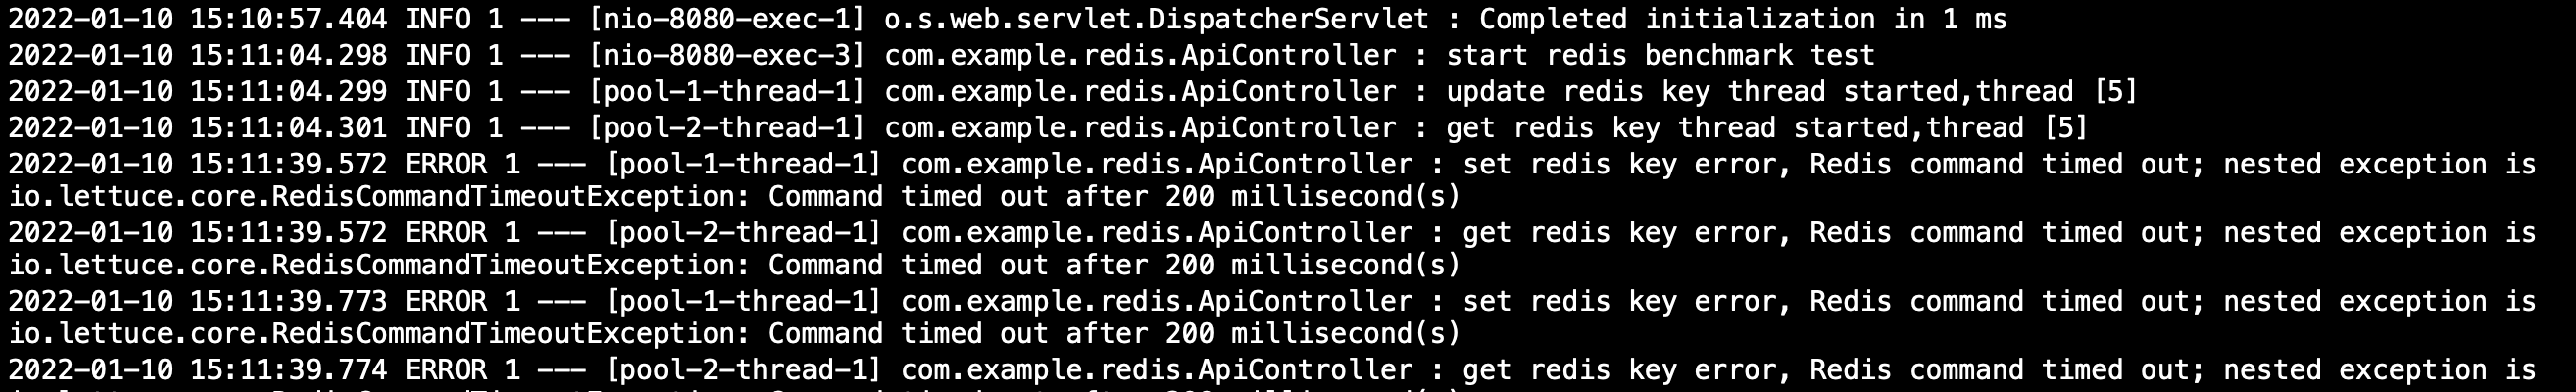 2022-01-10 15:10:57.404 INFO 1 --- [nio-8080-exec-1] o.s.web.servlet.DispatcherServlet : Completed initialization in 1 ms
2022-01-10 15:11:04.298 INFO 1 --- [nio-8080-exec-3] com.example.redis.ApiController : start redis benchmark test
2022-01-10 15:11:04.299 INFO 1 --- [pool-1-thread-1] com.example.redis.ApiController : update redis key thread started,thread [5]
2022-01-10 15:11:04.301 INFO 1 --- [pool-2-thread-1] com.example.redis.ApiController : get redis key thread started,thread [5]
2022-01-10 15:11:39.572 ERROR 1 --- [pool-1-thread-1] com.example.redis.ApiController : set redis key error, Redis command timed out; nested exception is
io.lettuce.core.RedisCommandTimeoutException: Command timed out after 200 millisecond(s)
2022-01-10 15:11:39.572 ERROR 1 --- [pool-2-thread-1] com.example.redis.ApiController : get redis key error, Redis command timed out; nested exception is
io.lettuce.core.RedisCommandTimeoutException: Command timed out after 200 millisecond(s)
2022-01-10 15:11:39.773 ERROR 1 --- [pool-1-thread-1] com.example.redis.ApiController : set redis key error, Redis command timed out; nested exception is
io.lettuce.core.RedisCommandTimeoutException: Command timed out after 200 millisecond(s)
2022-01-10 15:11:39.774 ERROR 1 --- [pool-2-thread-1] com.example.redis.ApiController : get redis key error, Redis command timed out; nested exception is